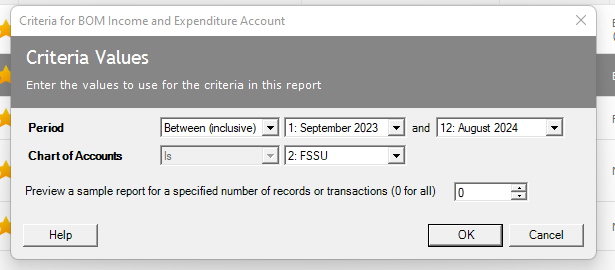 Criteria for BOM Income and Expenditure Account
Criteria Values
Enter the values to use for the criteria in this report
Period Between (inclusive) 1: September 2023 and 12: August 2024
Chart of Accounts Is 2: FSSU
Preview a sample report for a specified number of records or transactions (0 for all) 0
Help OK Cancel